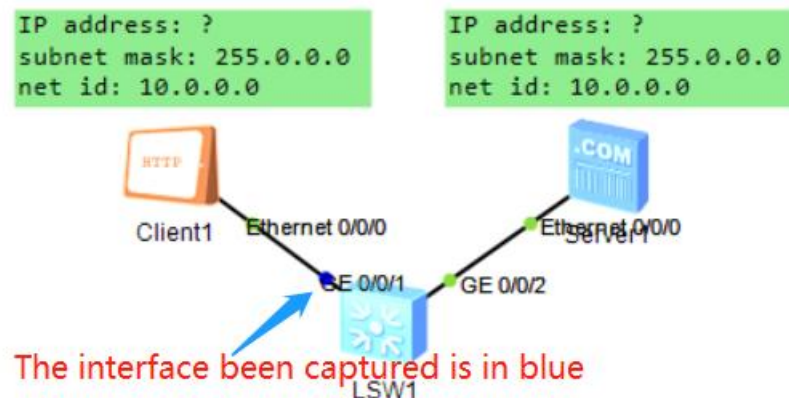 IP address: ?
subnet mask: 255.0.0.0
net id: 10.0.0.0
IP address: ?
subnet mask: 255.0.0.0
net id: 10.0.0.0
HTTP
.COM
Client1
Ethernet 0/0/0
Ethernet 0/0/0
Server1
GE 0/0/1
GE 0/0/2
The interface been captured is in blue
LSW1